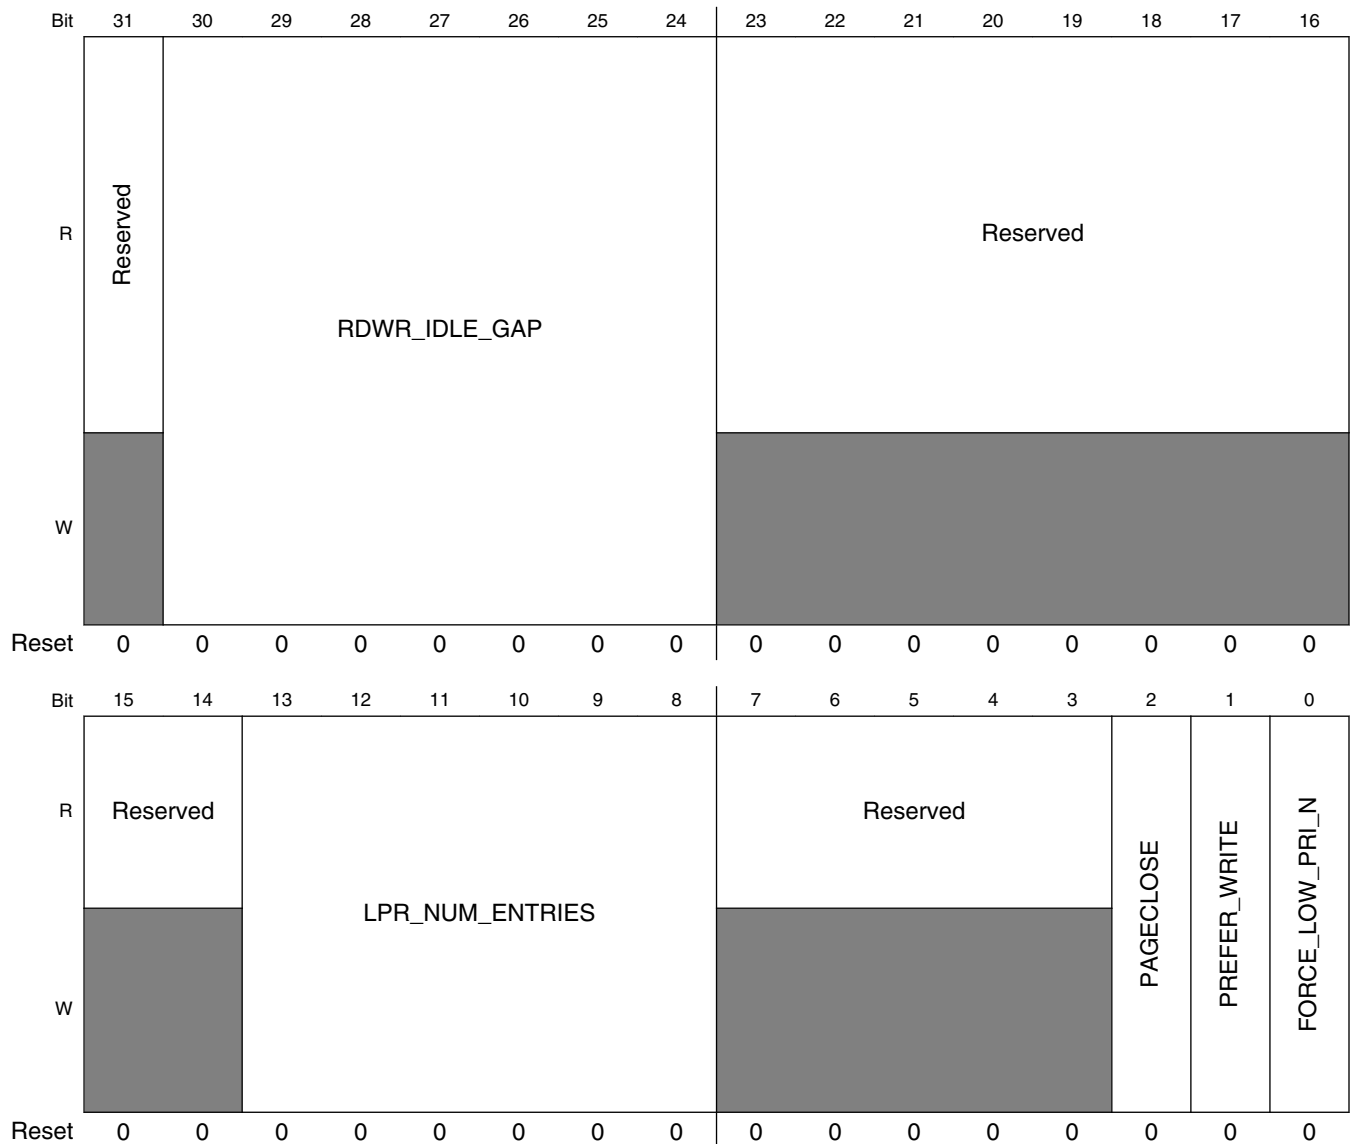 Bit 31 30 29 28 27 26 25 24 23 22 21 20 19 18 17 16
R Reserved Reserved
RDWR_IDLE_GAP
W
Reset 0 0 0 0 0 0 0 0 0 0 0 0 0 0 0 0
Bit 15 14 13 12 11 10 9 8 7 6 5 4 3 2 1 0
R Reserved Reserved
LPR_NUM_ENTRIES PAGECLOSE PREFER_WRITE FORCE_LOW_PRI_N
W
Reset 0 0 0 0 0 0 0 0 0 0 0 0 0 0 0 0